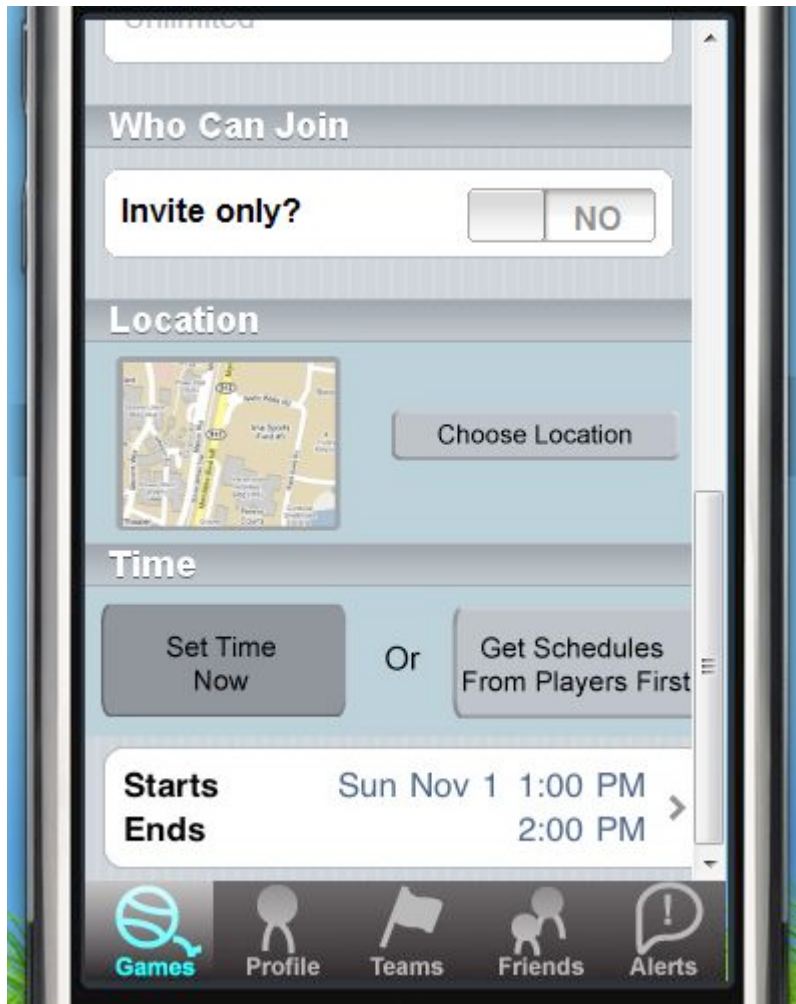 Unlimited
Who Can Join
Invite only?
NO
Location
Choose Location
Time
Set Time
Now
Or
Get Schedules
From Players First
Starts Sun Nov 1 1:00 PM
Ends 2:00 PM
Games Profile Teams Friends Alerts